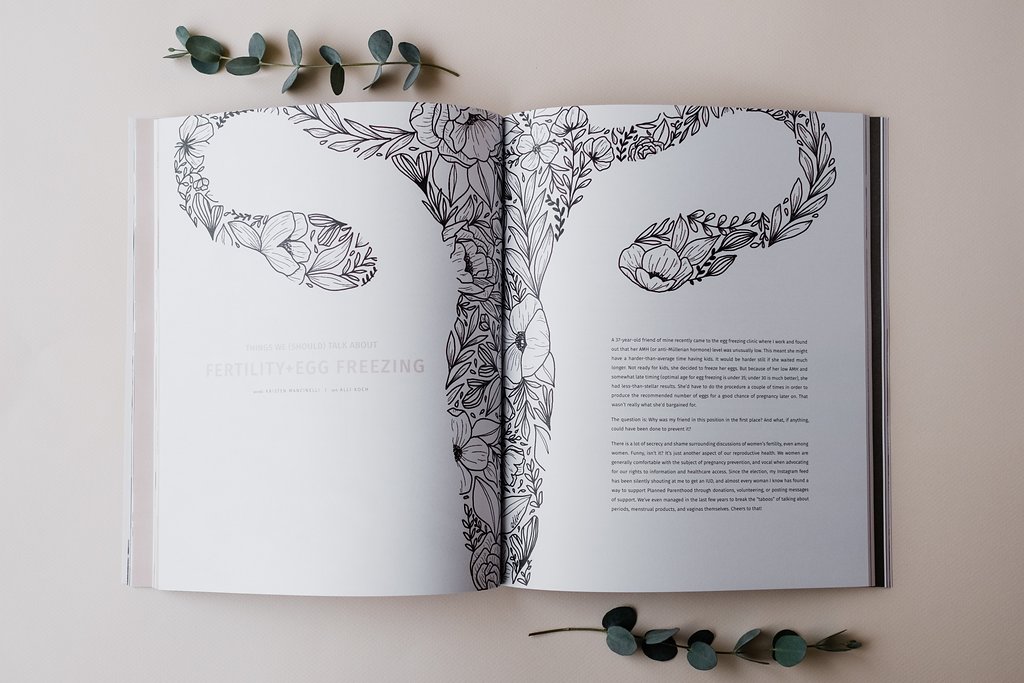 THINGS WE (SHOULD) TALK ABOUT
FERTILITY+EGG FREEZING
KRISTEN MANCINELLI | ALLI KOCH
A 37-year-old friend of mine recently came to the egg freezing clinic where I work and found
out that her AMH (or anti-Müllerian hormone) level was unusually low. This meant she might
have a harder-than-average time having kids. It would be harder still if she waited much
longer. Not ready for kids, she decided to freeze her eggs. But because of her low AMH and
somewhat late timing (optimal age for egg freezing is under 35; under 30 is much better), she
had less-than-stellar results. She'd have to do the procedure a couple of times in order to
produce the recommended number of eggs for a good chance of pregnancy later on. That
wasn't really what she'd bargained for.
The question is: Why was my friend in this position in the first place? And what, if anything,
could have been done to prevent it?
There is a lot of secrecy and shame surrounding discussions of women's fertility, even among
women. Funny, isn't it? It's just another aspect of our reproductive health. We women are
generally comfortable with the subject of pregnancy prevention, and vocal when advocating
for our rights to information and healthcare access. Since the election, my Instagram feed
has been silently shouting at me to get an IUD, and almost every woman I know has found a
way to support Planned Parenthood through donations, volunteering, or posting messages
of support. We've even managed in the last few years to break the "taboos" of talking about
periods, menstrual products, and vaginas themselves. Cheers to that!